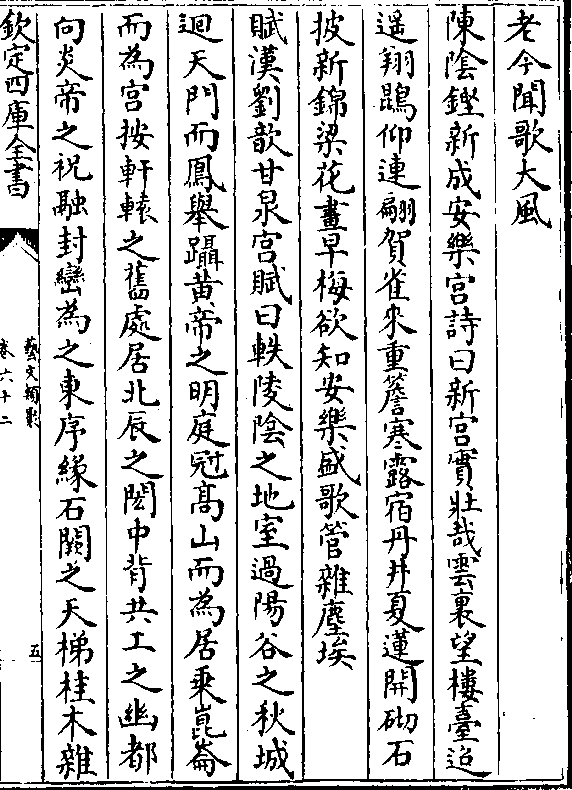 老今聞歌大風
陳陰鏗新成安樂宮詩曰新宮實壯哉雲裏望樓臺迢
遥翔鵾仰連翩賀雀來重簷寒露宿丹井夏蓮開砌石
披新錦梁花畫早梅欲知安樂盛歌管雜塵埃
賦漢劉歆甘泉宫賦曰軼陵陰之地室過陽谷之秋城
迴天門而鳳舉躡黄帝之明庭冠高山而為居乗崑崙
而為宫按軒轅之舊處居北辰之閎中背共工之幽都
向炎帝之祝融封巒為之東序緣石闕之天梯桂木雜
欽定四庫全書
藝文類聚
卷六十二
五